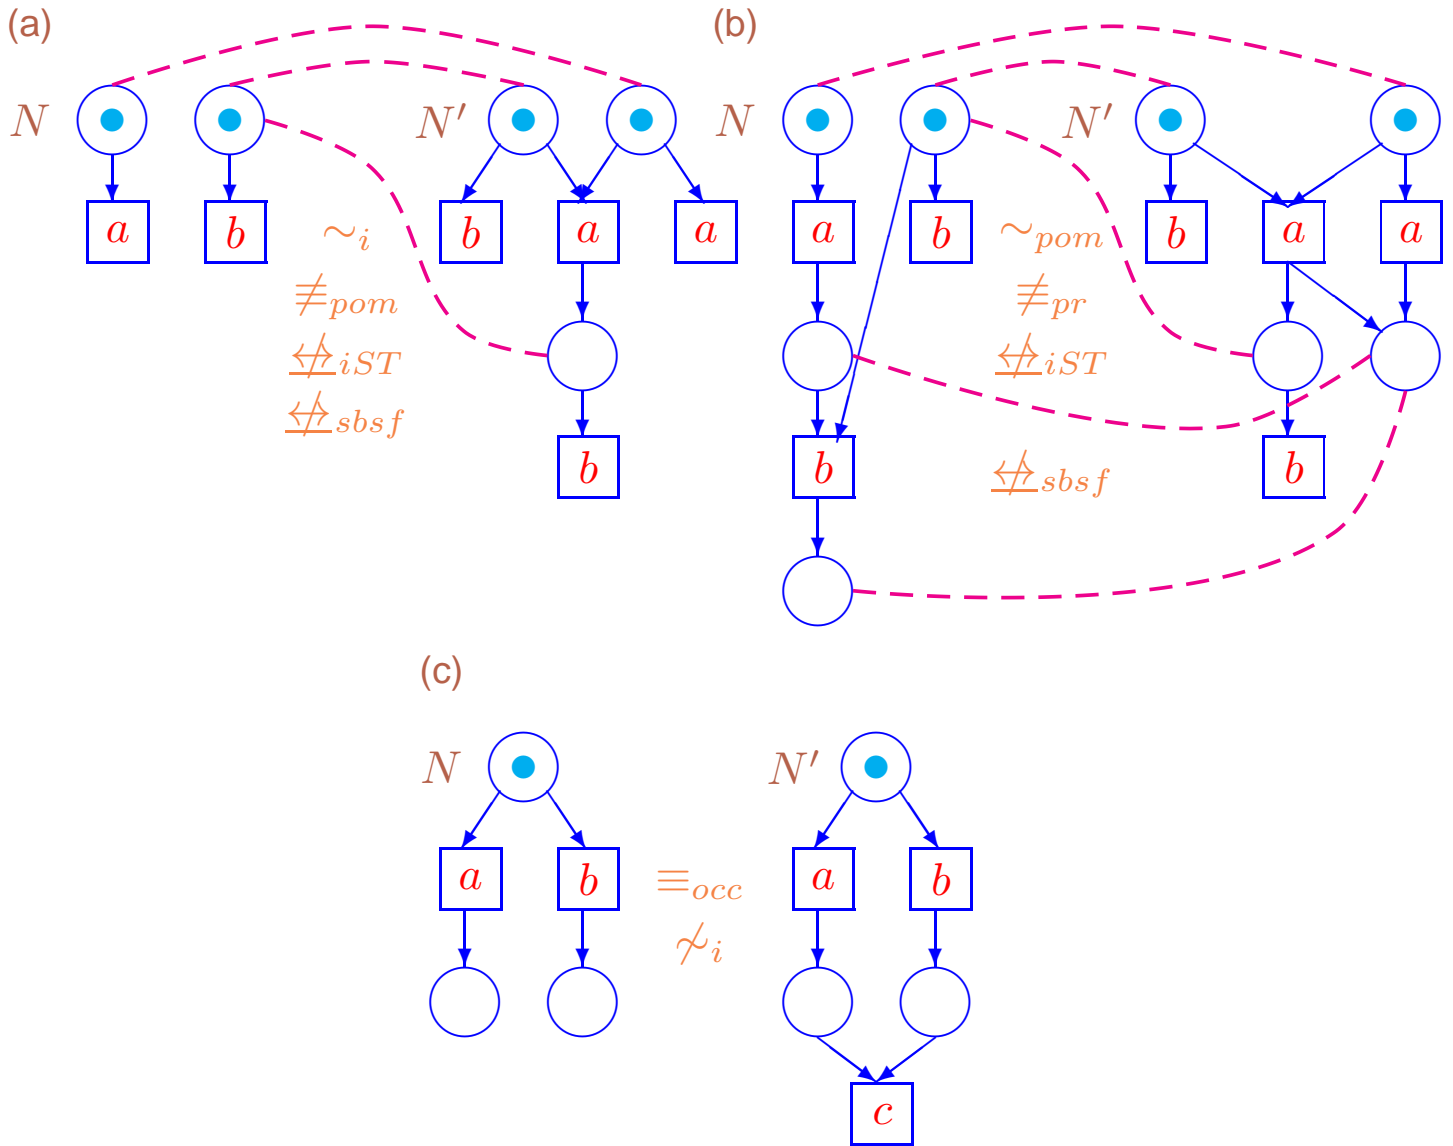 (a) (b)
N N′ N N′
a b b a a a b b a a
∼i ∼pom
≢pom ≢pr
↮iST ↮iST
↮sbsf
b b b
↮sbsf
(c)
N N′
a b a b
≡occ
≁i
c